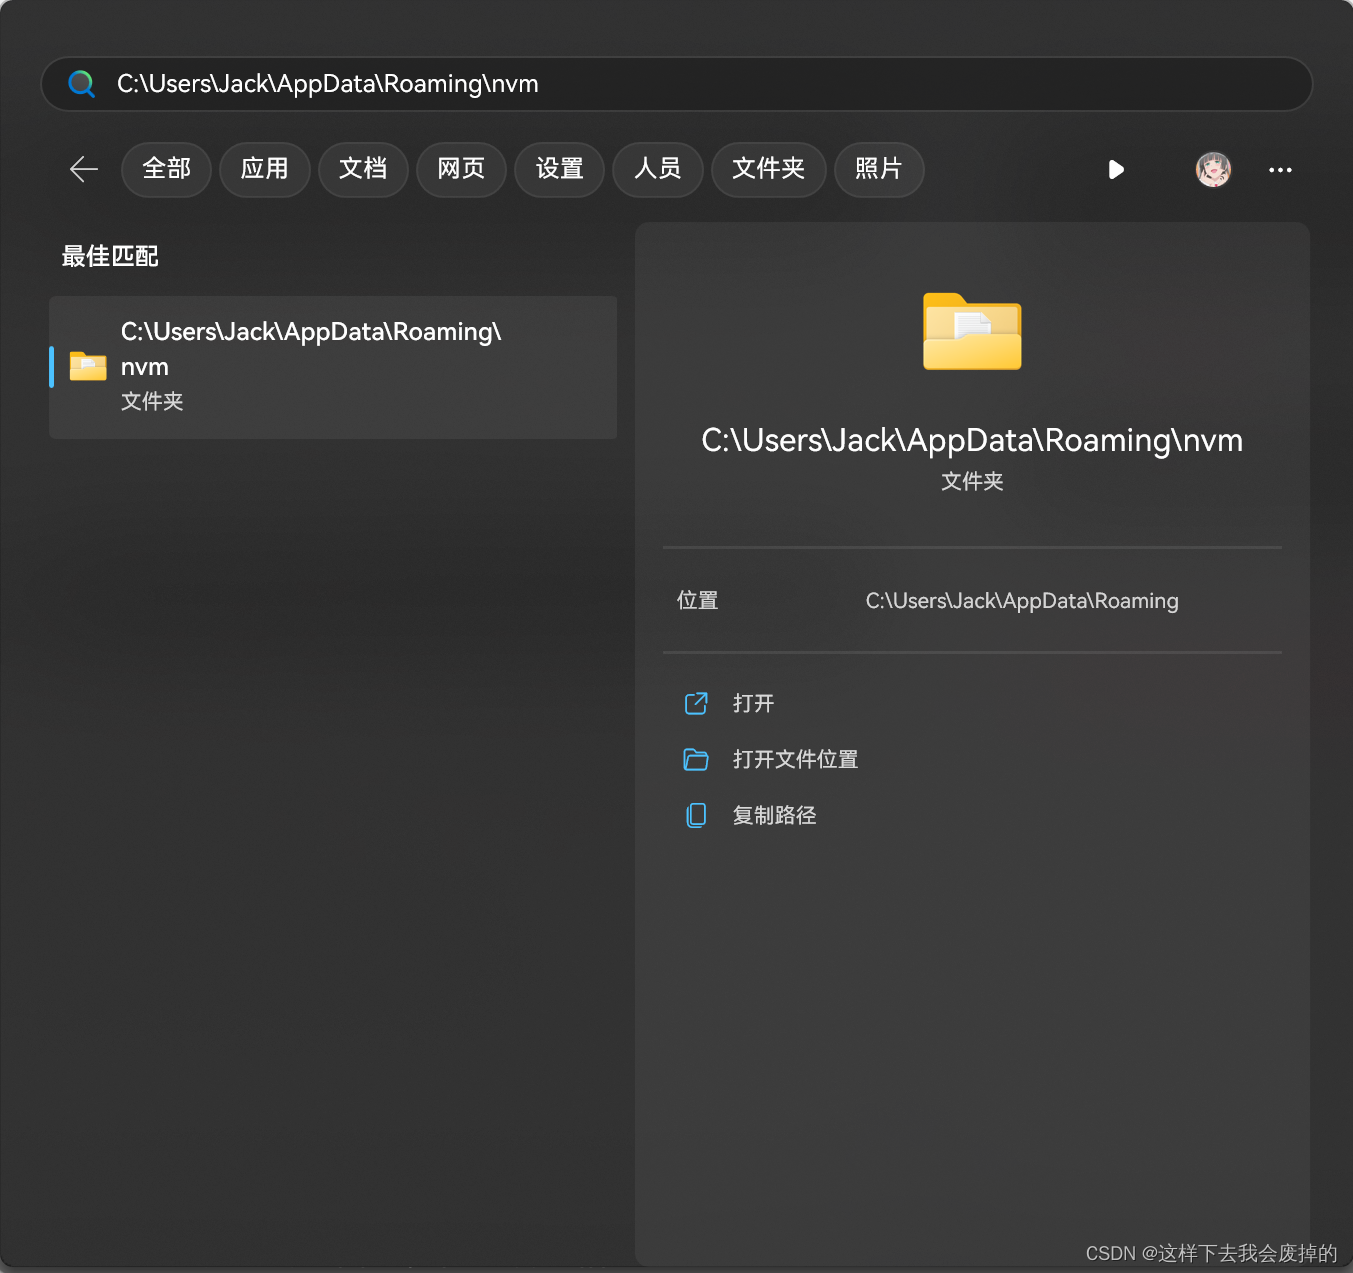 C:\Users\Jack\AppData\Roaming\nvm
全部 应用 文档 网页 设置 人员 文件夹 照片
最佳匹配
C:\Users\Jack\AppData\Roaming\
nvm
文件夹
C:\Users\Jack\AppData\Roaming\nvm
文件夹
位置 C:\Users\Jack\AppData\Roaming
打开
打开文件位置
复制路径
CSDN @这样下去我会废掉的